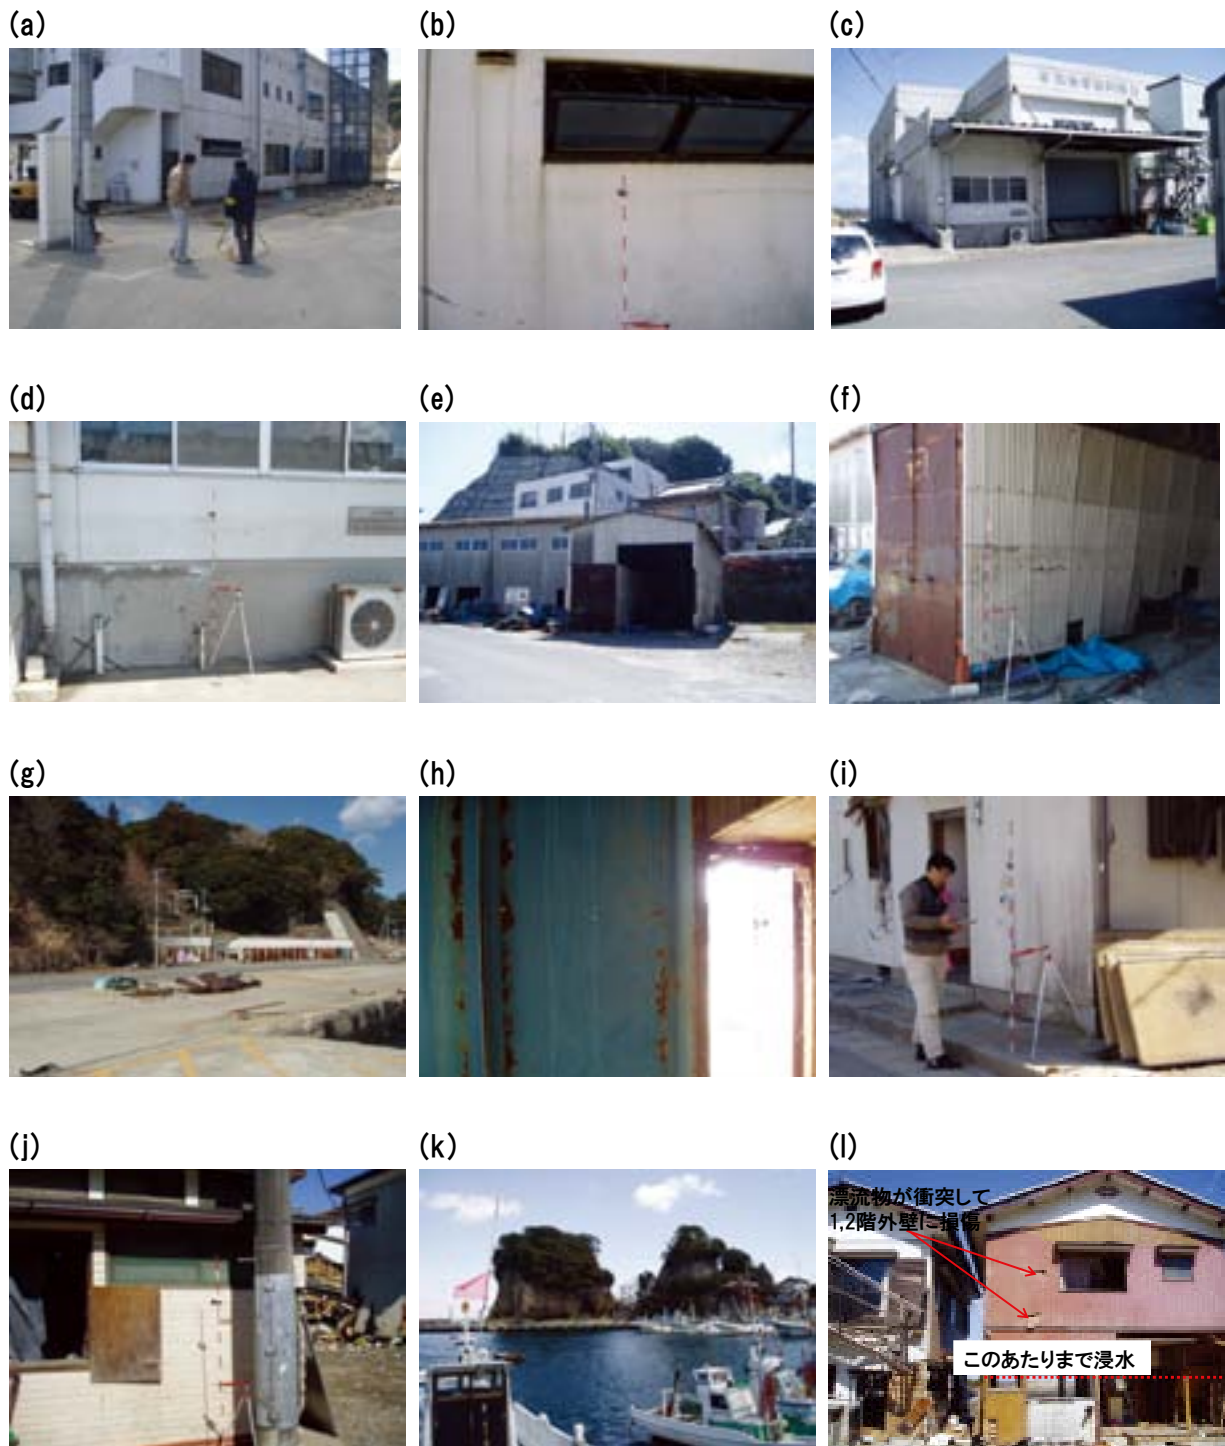 (a)
(b)
(c)
(d)
(e)
(f)
(g)
(h)
(i)
(j)
(k)
(l)
漂流物が衝突して
1,2階外壁に損傷
このあたりまで浸水